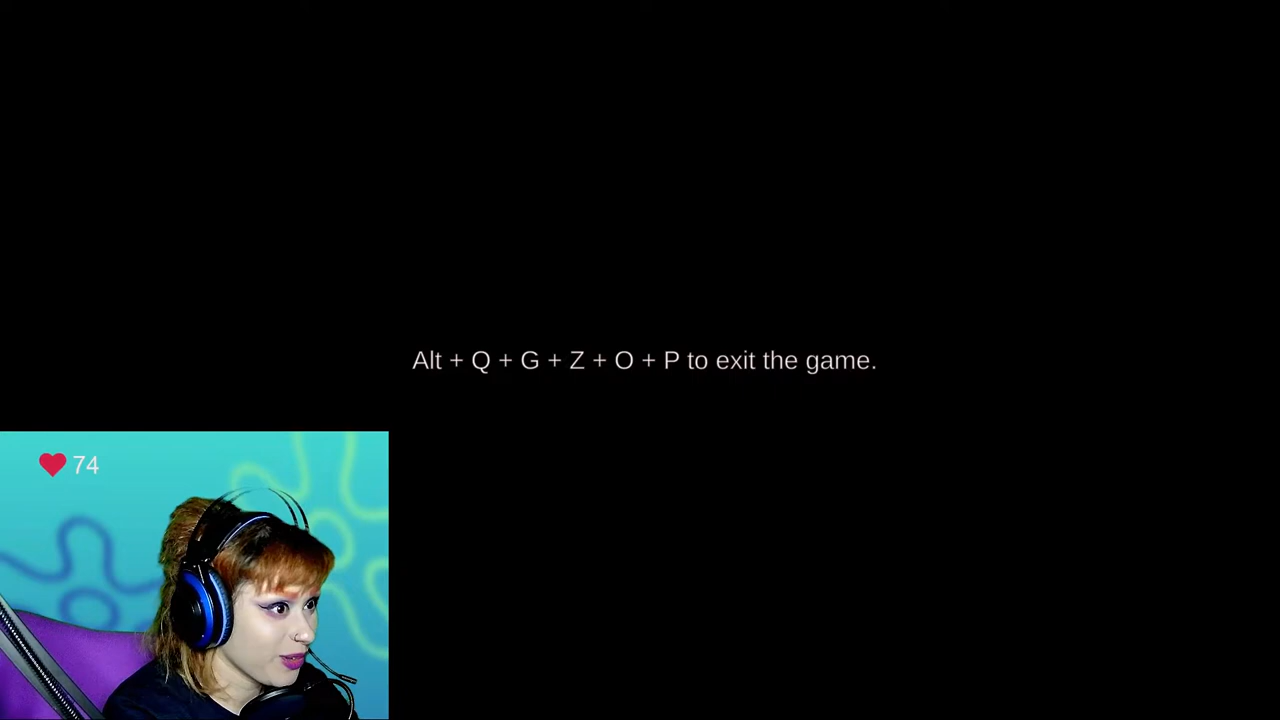 Alt + Q + G + Z + O + P to exit the game.
74